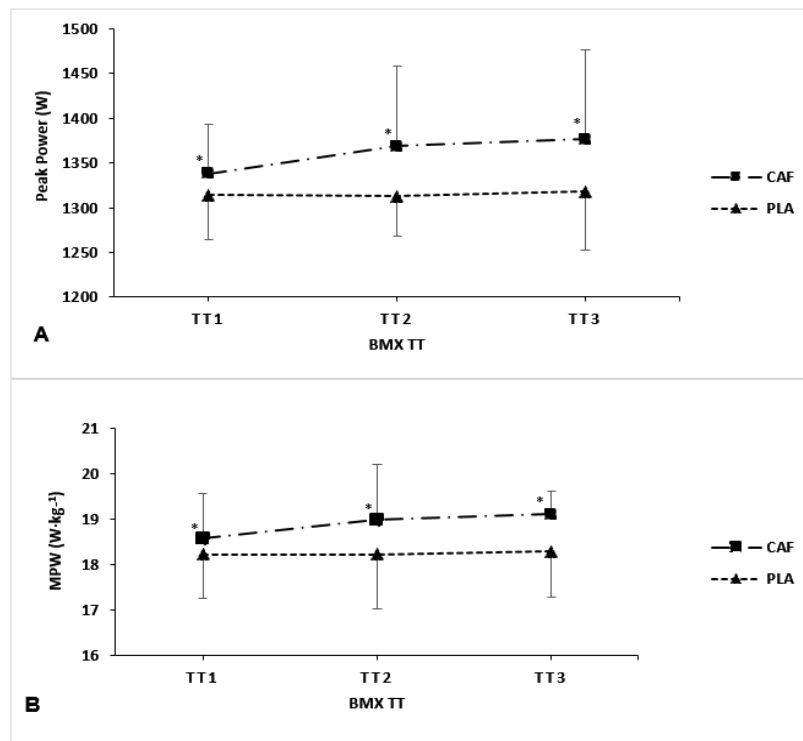 1500
1450
1400
1350
1300
1250
1200
Peak Power (W)
*
*
*
CAF
PLA
TT1 TT2 TT3
BMX TT
A
21
20
19
18
17
16
MPW (W·kg⁻¹)
*
*
*
CAF
PLA
TT1 TT2 TT3
BMX TT
B